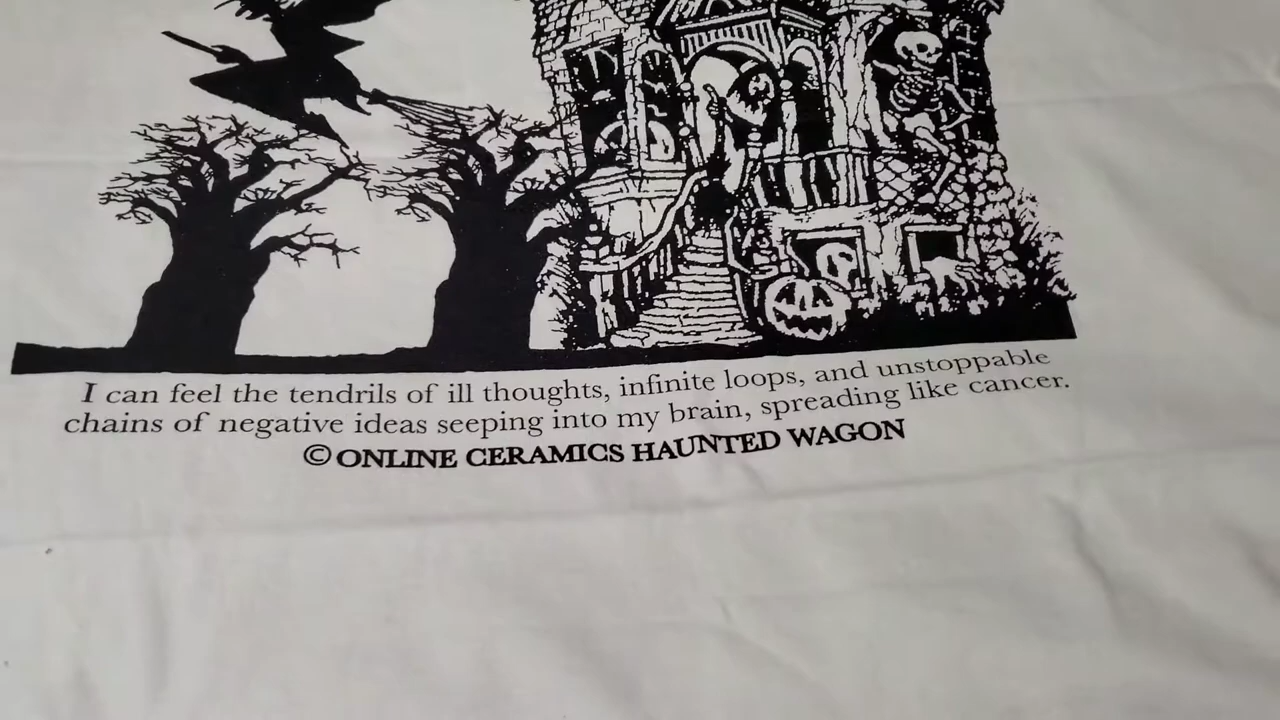 I can feel the tendrils of ill thoughts, infinite loops, and unstoppable
chains of negative ideas seeping into my brain, spreading like cancer.
© ONLINE CERAMICS HAUNTED WAGON